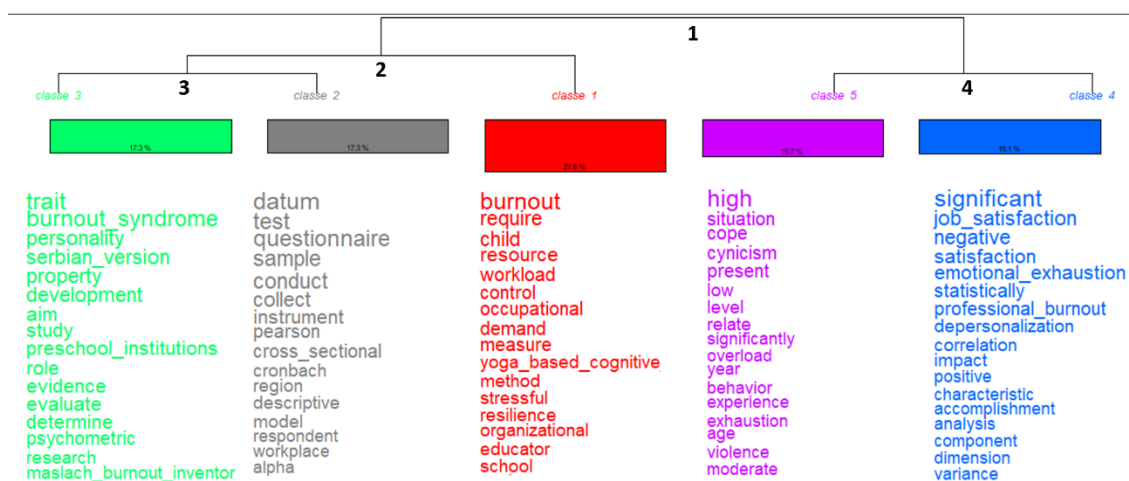 1
2
3
4
classe 3
classe 2
classe 1
classe 5
classe 4
17.3 %
17.3 %
27.6 %
19.7 %
18.1 %
trait
burnout_syndrome
personality
serbian_version
property
development
aim
study
preschool_institutions
role
evidence
evaluate
determine
psychometric
research
maslach_burnout_inventor
datum
test
questionnaire
sample
conduct
collect
instrument
pearson
cross_sectional
cronbach
region
descriptive
model
respondent
workplace
alpha
burnout
require
child
resource
workload
control
occupational
demand
measure
yoga_based_cognitive
method
stressful
resilience
organizational
educator
school
high
situation
cope
cynicism
present
low
level
relate
significantly
overload
year
behavior
experience
exhaustion
age
violence
moderate
significant
job_satisfaction
negative
satisfaction
emotional_exhaustion
statistically
professional_burnout
depersonalization
correlation
impact
positive
characteristic
accomplishment
analysis
component
dimension
variance